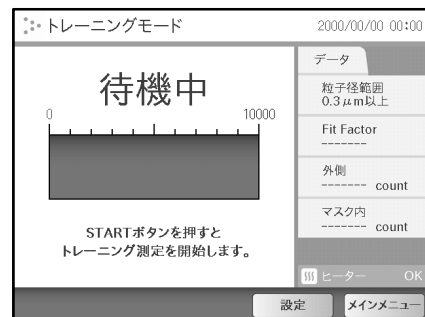 トレーニングモード
2000/00/00 00:00
待機中
0
10000
STARTボタンを押すと
トレーニング測定を開始します。
データ
粒子径範囲
0.3μm以上
Fit Factor
-------
外側
------- count
マスク内
------- count
ヒーター OK
設定
メインメニュー